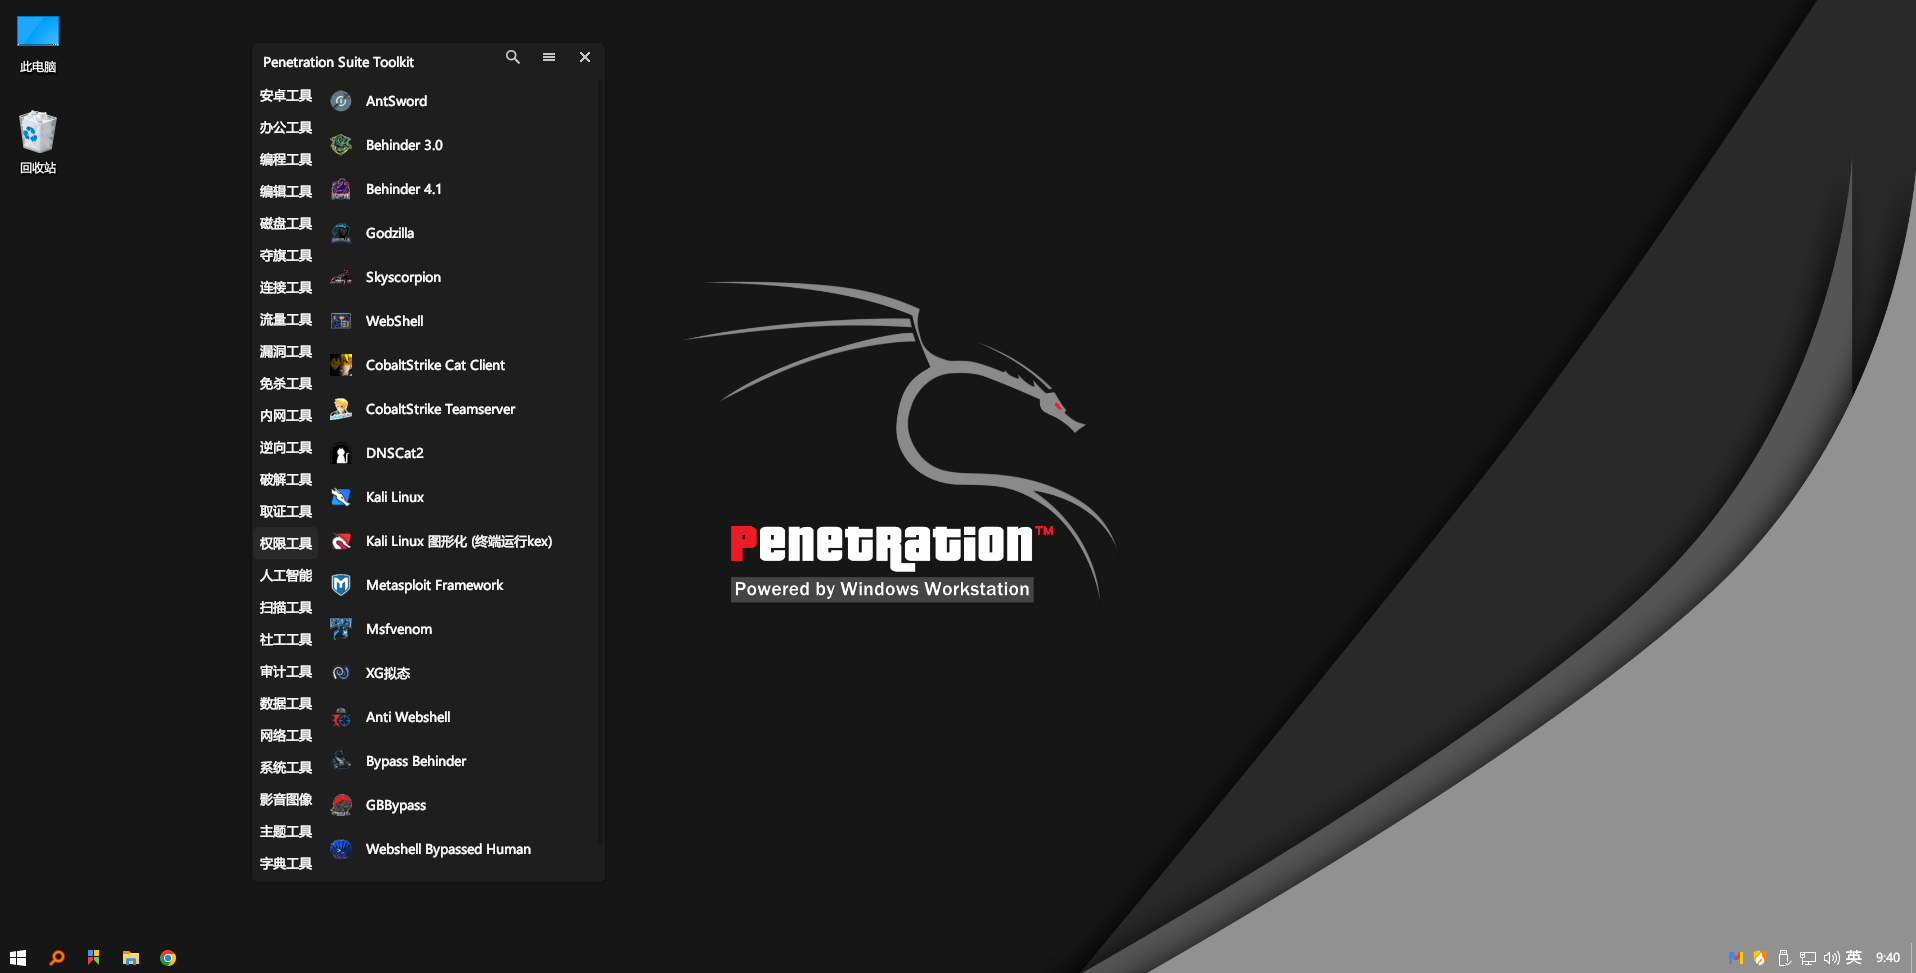 此电脑
回收站
Penetration Suite Toolkit
安卓工具
办公工具
编程工具
编辑工具
磁盘工具
夺旗工具
连接工具
流量工具
漏洞工具
免杀工具
内网工具
逆向工具
破解工具
取证工具
权限工具
人工智能
扫描工具
社工工具
审计工具
数据工具
网络工具
系统工具
影音图像
主题工具
字典工具
AntSword
Behinder 3.0
Behinder 4.1
Godzilla
Skyscorpion
WebShell
CobaltStrike Cat Client
CobaltStrike Teamserver
DNSCat2
Kali Linux
Kali Linux 图形化 (终端运行kex)
Metasploit Framework
Msfvenom
XG拟态
Anti Webshell
Bypass Behinder
GBBypass
Webshell Bypassed Human
PenetRation™
Powered by Windows Workstation
英
9:40